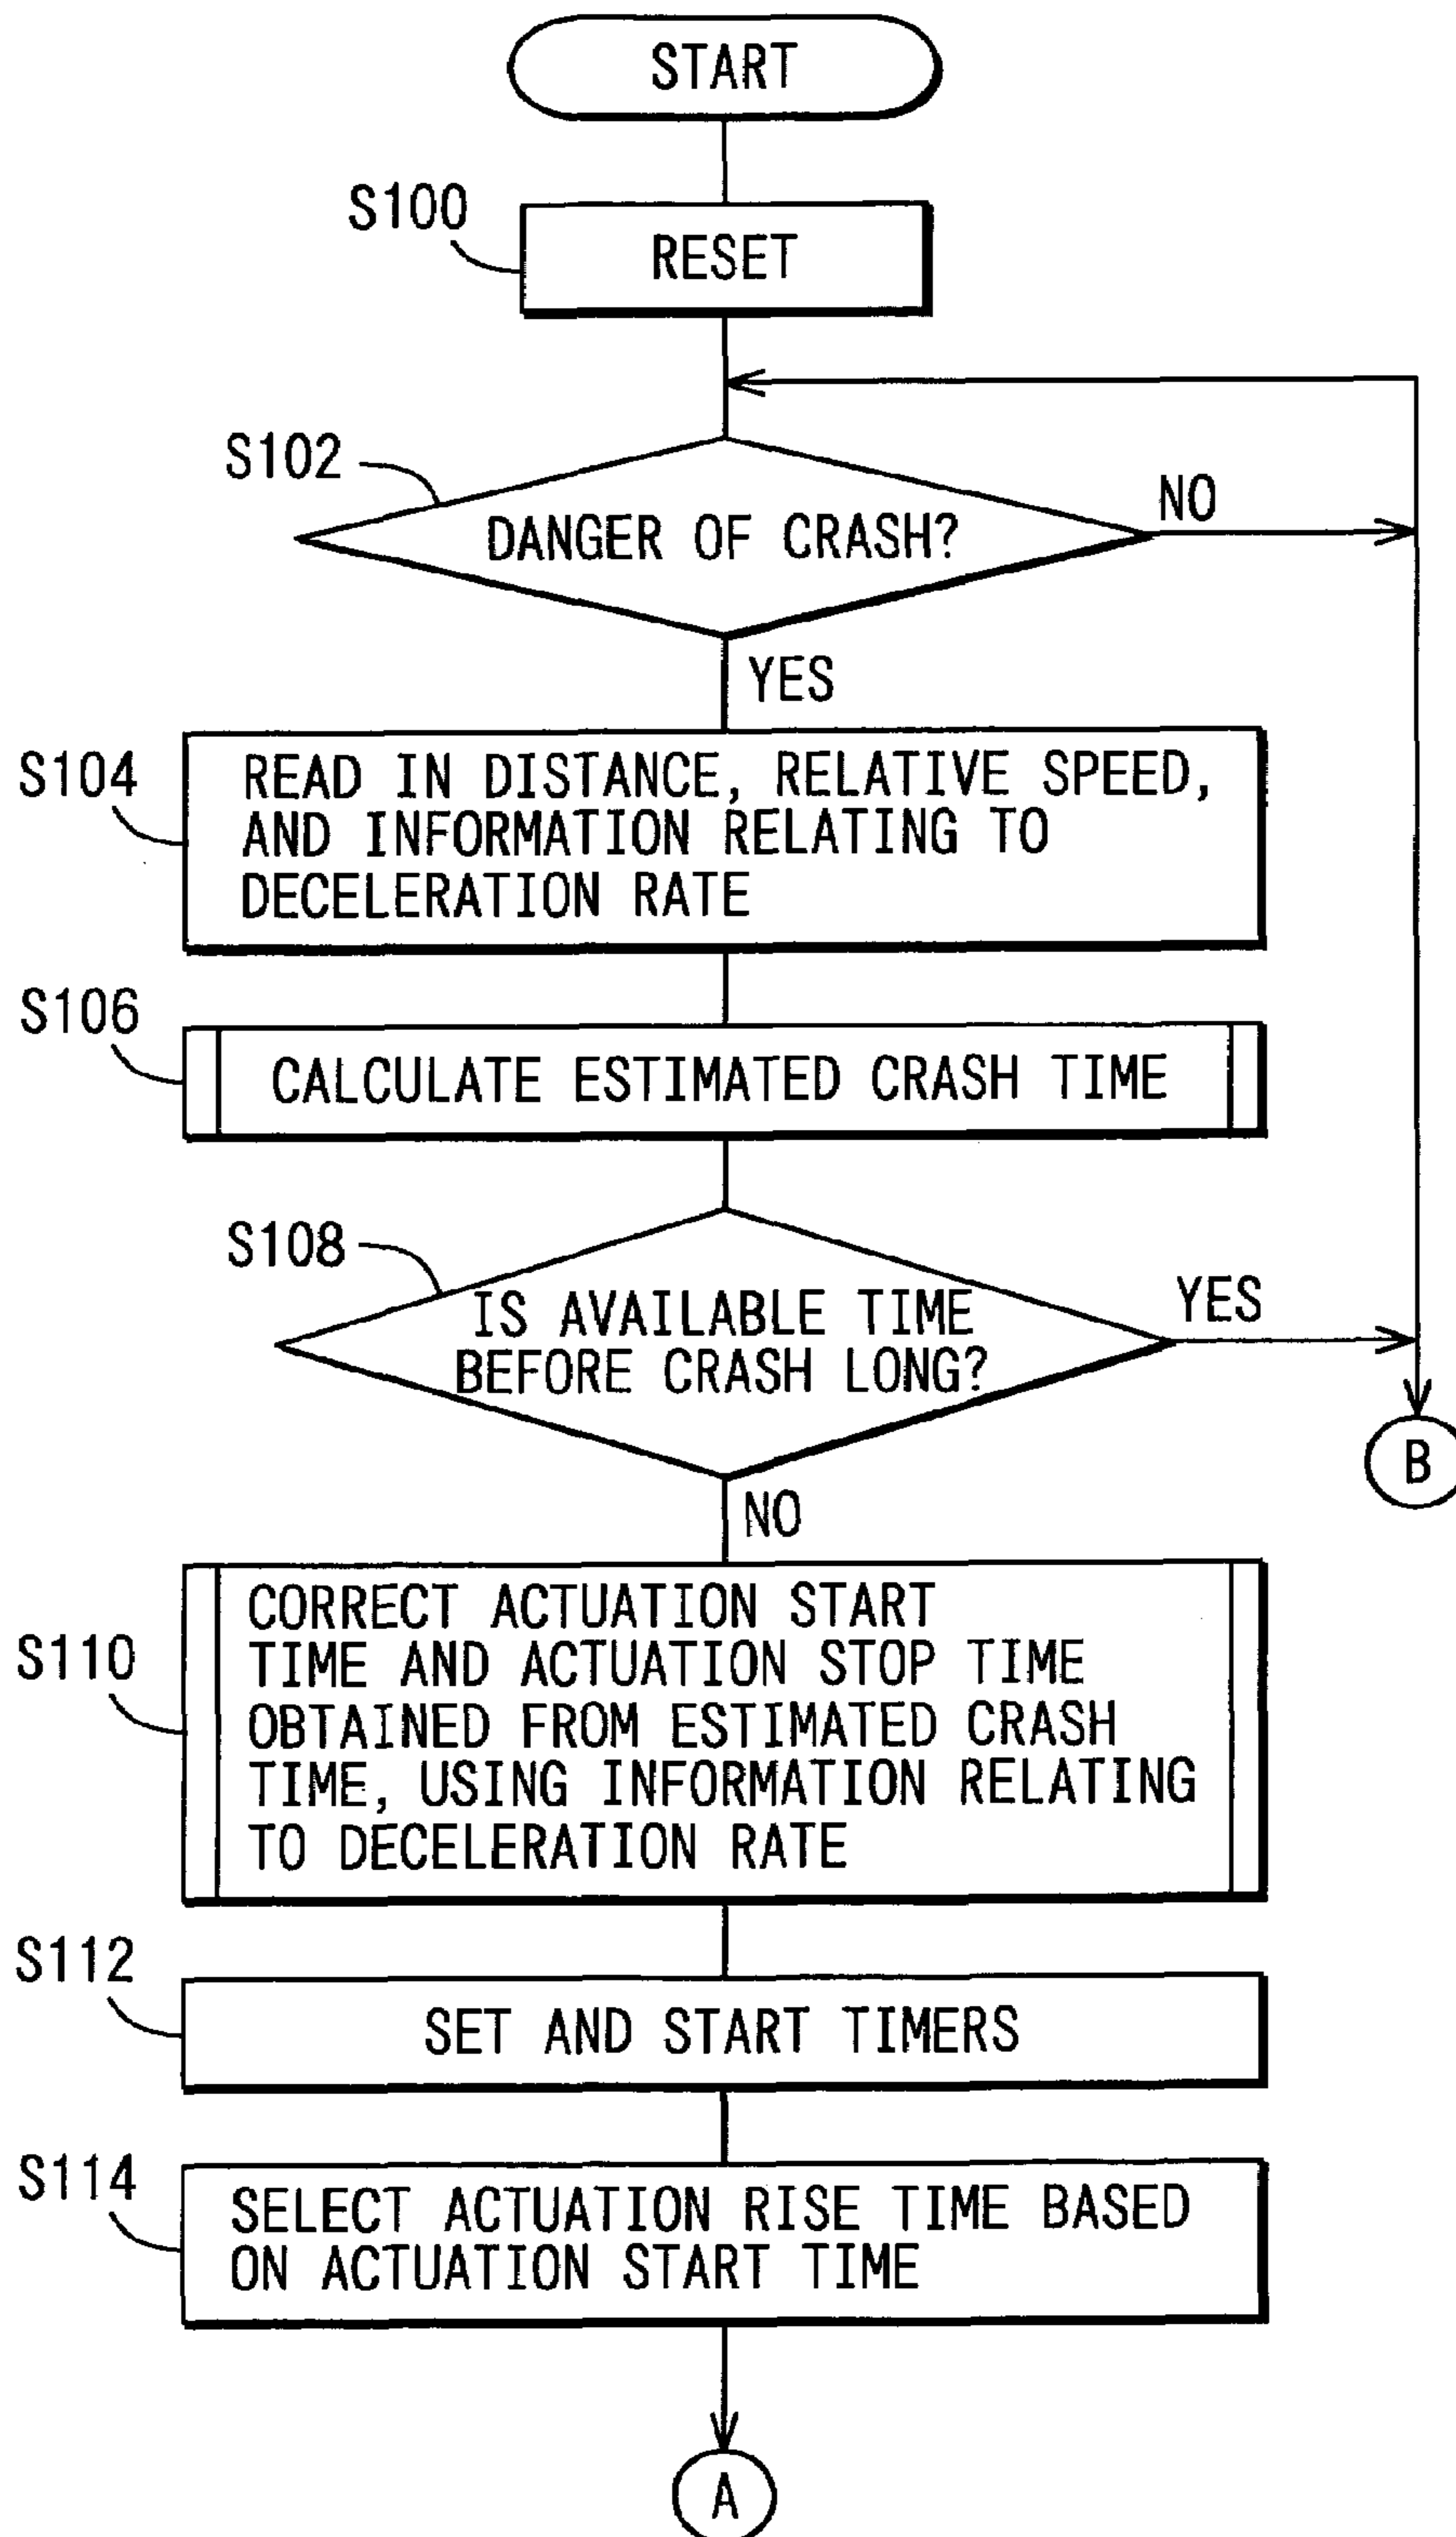 START
S100
RESET
S102
DANGER OF CRASH?
NO
YES
S104
READ IN DISTANCE, RELATIVE SPEED,
AND INFORMATION RELATING TO
DECELERATION RATE
S106
CALCULATE ESTIMATED CRASH TIME
S108
IS AVAILABLE TIME
BEFORE CRASH LONG?
YES
B
NO
S110
CORRECT ACTUATION START
TIME AND ACTUATION STOP TIME
OBTAINED FROM ESTIMATED CRASH
TIME, USING INFORMATION RELATING
TO DECELERATION RATE
S112
SET AND START TIMERS
S114
SELECT ACTUATION RISE TIME BASED
ON ACTUATION START TIME
A